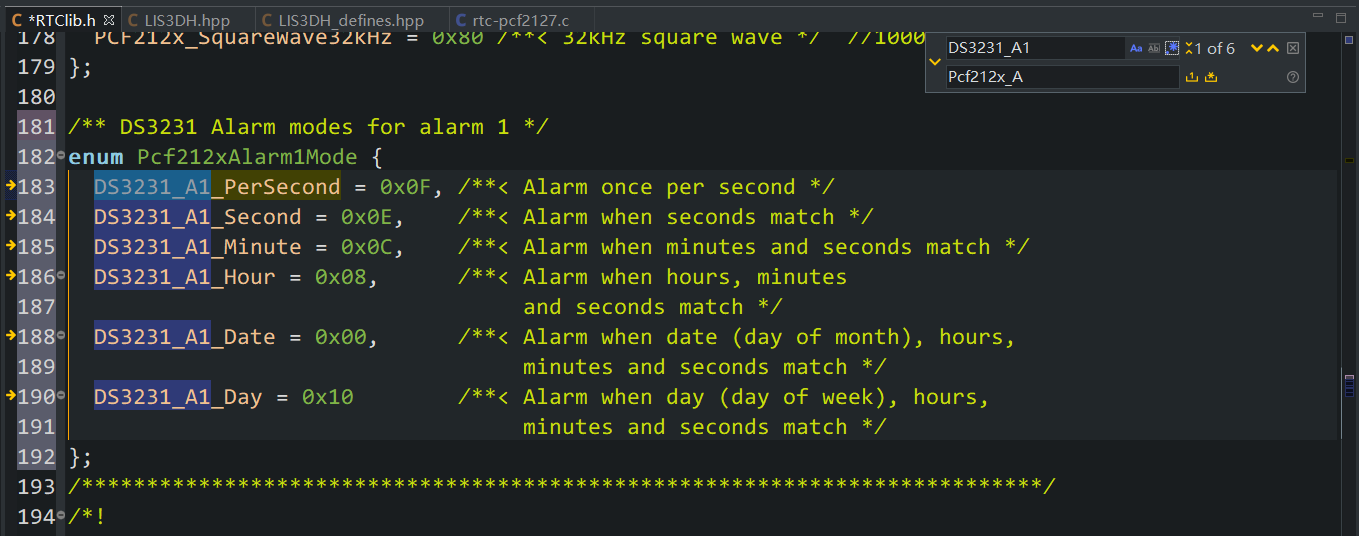 *RTClib.h
LIS3DH.hpp
LIS3DH_defines.hpp
rtc-pcf2127.c
DS3231_A1
1 of 6
Pcf212x_A
178   PCF212x_SquareWave32kHz = 0x80 /**< 32kHz square wave */  //1000
179 };
180
181 /** DS3231 Alarm modes for alarm 1 */
182 enum Pcf212xAlarm1Mode {
183   DS3231_A1_PerSecond = 0x0F, /**< Alarm once per second */
184   DS3231_A1_Second = 0x0E,    /**< Alarm when seconds match */
185   DS3231_A1_Minute = 0x0C,    /**< Alarm when minutes and seconds match */
186   DS3231_A1_Hour = 0x08,      /**< Alarm when hours, minutes
187                                    and seconds match */
188   DS3231_A1_Date = 0x00,      /**< Alarm when date (day of month), hours,
189                                    minutes and seconds match */
190   DS3231_A1_Day = 0x10        /**< Alarm when day (day of week), hours,
191                                    minutes and seconds match */
192 };
193 /**************************************************************************/
194 /*!